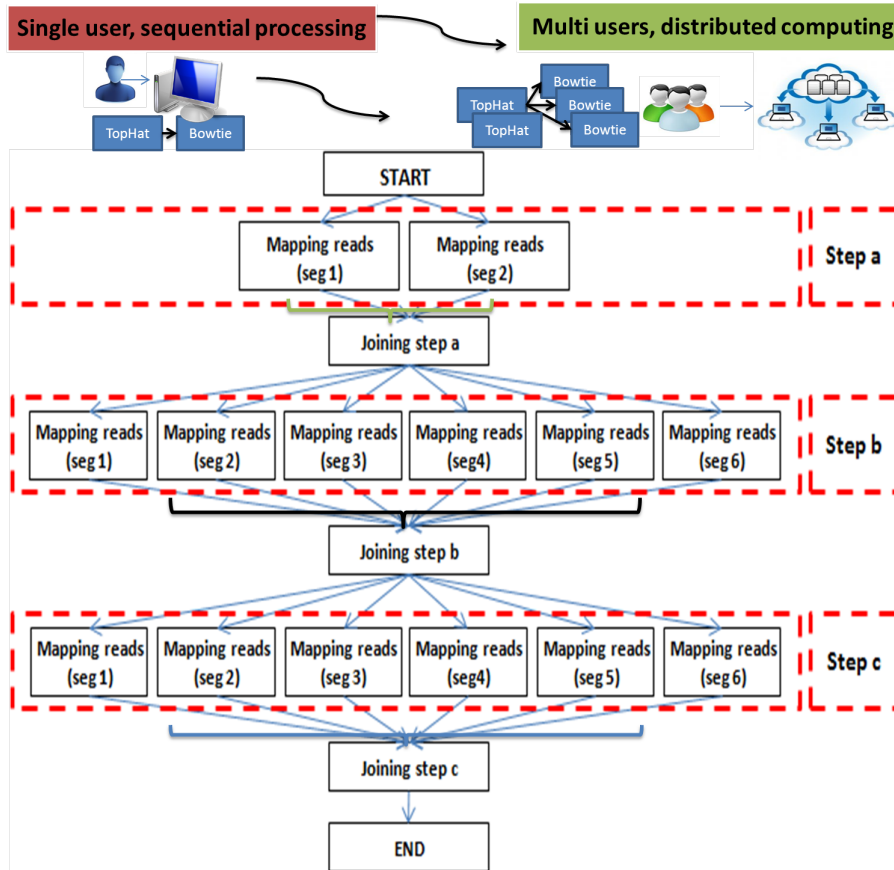 Single user, sequential processing
Multi users, distributed computing
TopHat
Bowtie
TopHat
TopHat
Bowtie
Bowtie
Bowtie
START
Mapping reads
(seg 1)
Mapping reads
(seg 2)
Step a
Joining step a
Mapping reads
(seg 1)
Mapping reads
(seg 2)
Mapping reads
(seg 3)
Mapping reads
(seg4)
Mapping reads
(seg 5)
Mapping reads
(seg 6)
Step b
Joining step b
Mapping reads
(seg 1)
Mapping reads
(seg 2)
Mapping reads
(seg 3)
Mapping reads
(seg4)
Mapping reads
(seg 5)
Mapping reads
(seg 6)
Step c
Joining step c
END